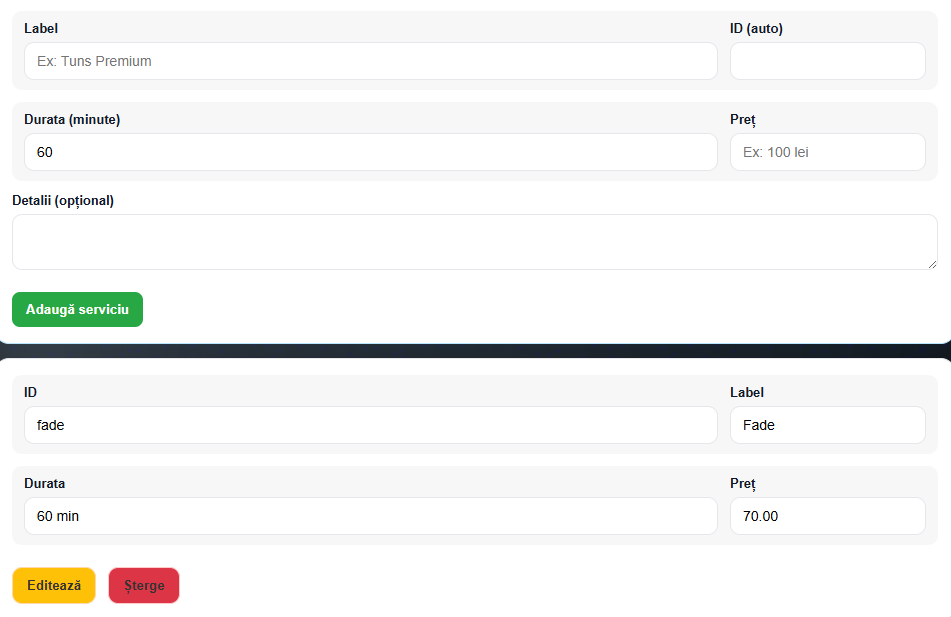 Label ID (auto)
Ex: Tuns Premium
Durata (minute) Preț
60 Ex: 100 lei
Detalii (opțional)
Adaugă serviciu
ID Label
fade Fade
Durata Preț
60 min 70.00
Editează Șterge